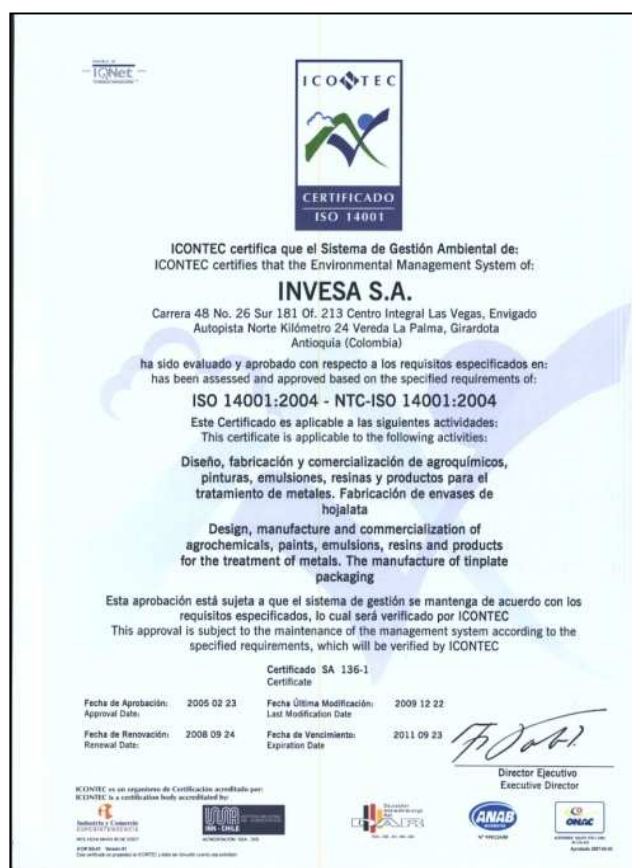 IQNet
ICONTEC
CERTIFICADO
ISO 14001
ICONTEC certifica que el Sistema de Gestión Ambiental de:
ICONTEC certifies that the Environmental Management System of:
INVESA S.A.
Carrera 48 No. 26 Sur 181 Of. 213 Centro Integral Las Vegas, Envigado
Autopista Norte Kilómetro 24 Vereda La Palma, Girardota
Antioquia (Colombia)
ha sido evaluado y aprobado con respecto a los requisitos especificados en:
has been assessed and approved based on the specified requirements of:
ISO 14001:2004 - NTC-ISO 14001:2004
Este Certificado es aplicable a las siguientes actividades:
This certificate is applicable to the following activities:
Diseño, fabricación y comercialización de agroquímicos,
pinturas, emulsiones, resinas y productos para el
tratamiento de metales. Fabricación de envases de
hojalata
Design, manufacture and commercialization of
agrochemicals, paints, emulsions, resins and products
for the treatment of metals. The manufacture of tinplate
packaging
Esta aprobación está sujeta a que el sistema de gestión se mantenga de acuerdo con los
requisitos especificados, lo cual será verificado por ICONTEC
This approval is subject to the maintenance of the management system according to the
specified requirements, which will be verified by ICONTEC
Certificado SA 136-1
Certificate
Fecha de Aprobación: 2005 02 23 Fecha Última Modificación: 2009 12 22
Approval Date: Last Modification Date
Fecha de Renovación: 2008 09 24 Fecha de Vencimiento: 2011 09 23
Renewal Date: Expiration Date
Director Ejecutivo
Executive Director
ICONTEC es un organismo de Certificación acreditado por:
ICONTEC is a certification body accreditated by:
Industria y Comercio
SUPERINTENDENCIA
INN - CHILE
ANAB
ONAC